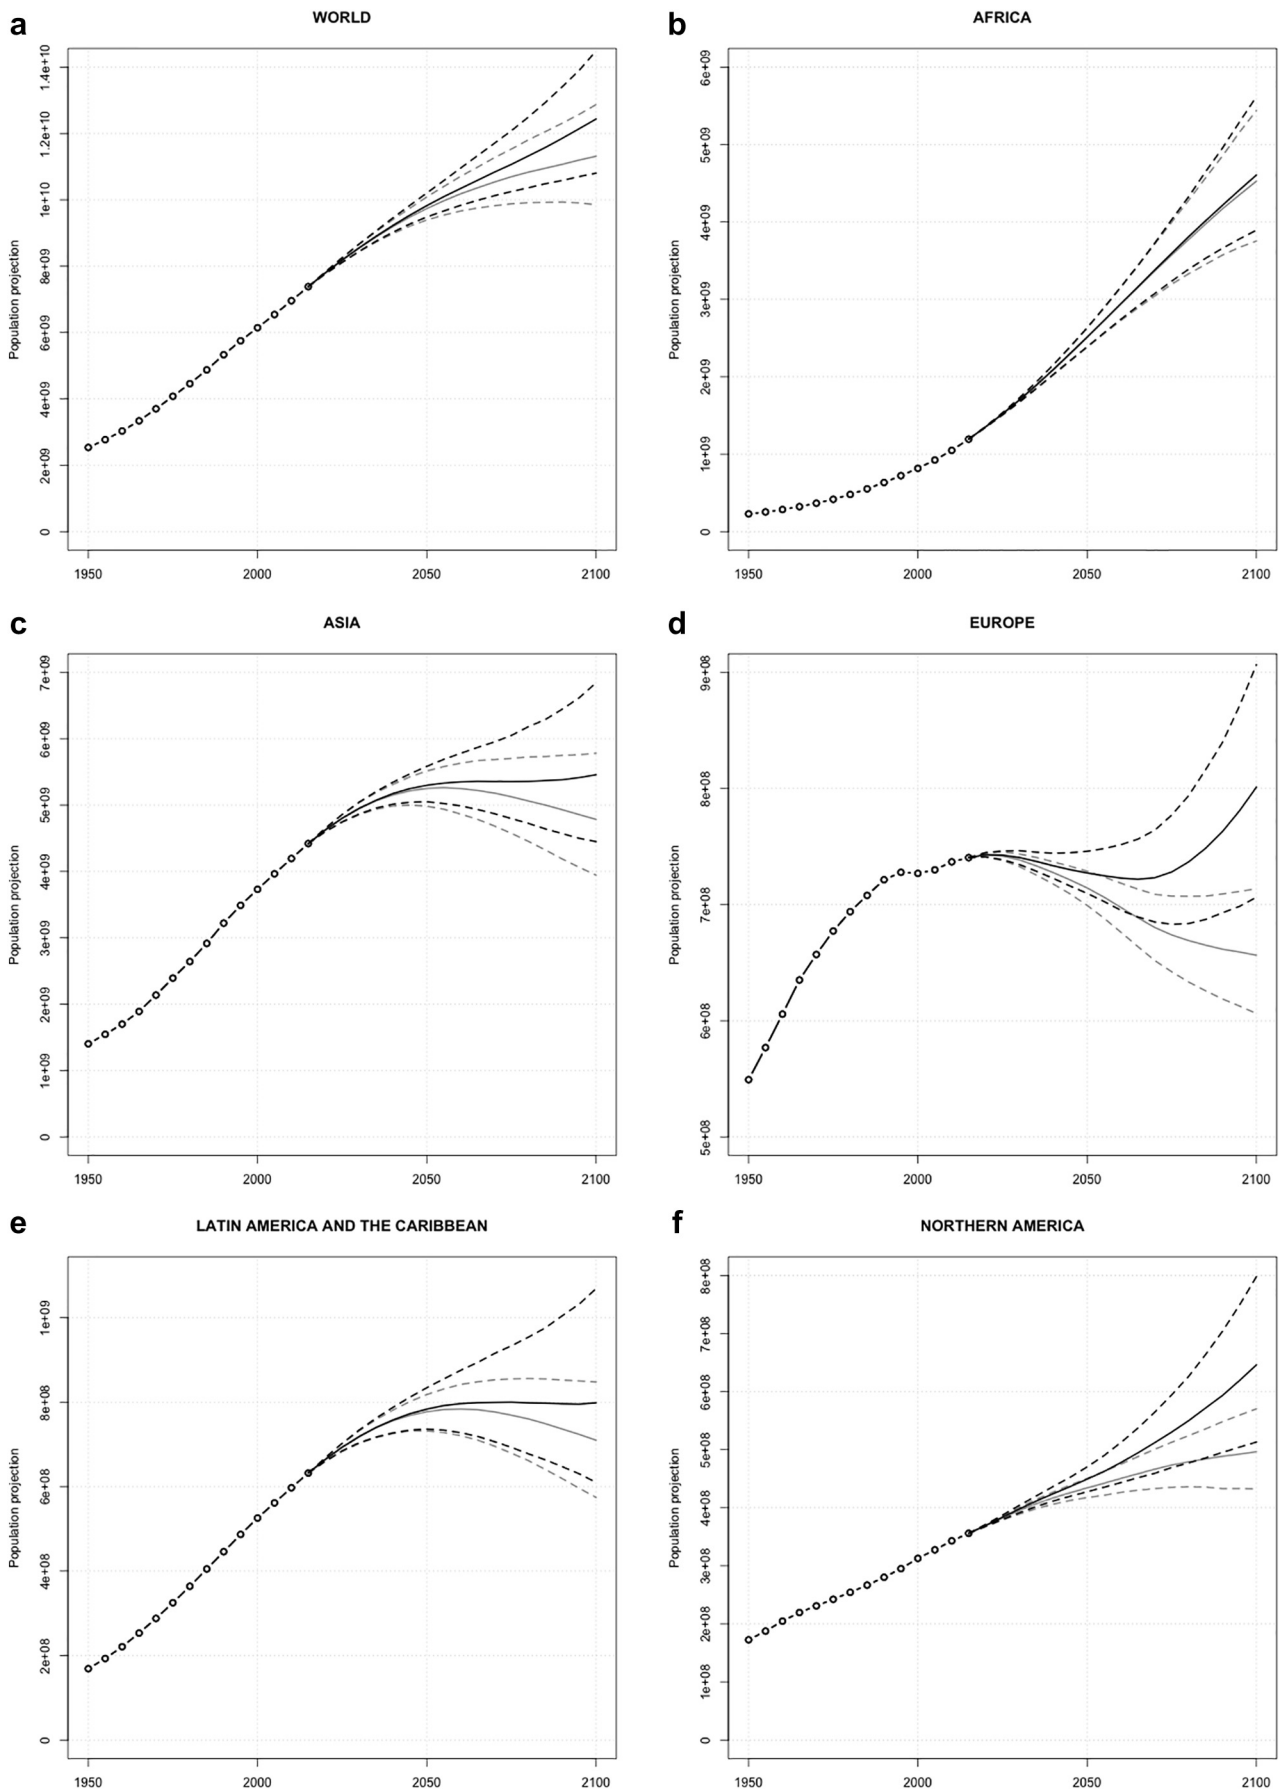 a
WORLD
Population projection
1.4e+10
1.2e+10
1e+10
8e+09
6e+09
4e+09
2e+09
0
1950
2000
2050
2100
b
AFRICA
Population projection
6e+09
5e+09
4e+09
3e+09
2e+09
1e+09
0
1950
2000
2050
2100
c
ASIA
Population projection
7e+09
6e+09
5e+09
4e+09
3e+09
2e+09
1e+09
0
1950
2000
2050
2100
d
EUROPE
Population projection
9e+08
8e+08
7e+08
6e+08
5e+08
1950
2000
2050
2100
e
LATIN AMERICA AND THE CARIBBEAN
Population projection
1e+09
8e+08
6e+08
4e+08
2e+08
0
1950
2000
2050
2100
f
NORTHERN AMERICA
Population projection
8e+08
7e+08
6e+08
5e+08
4e+08
3e+08
2e+08
1e+08
0
1950
2000
2050
2100